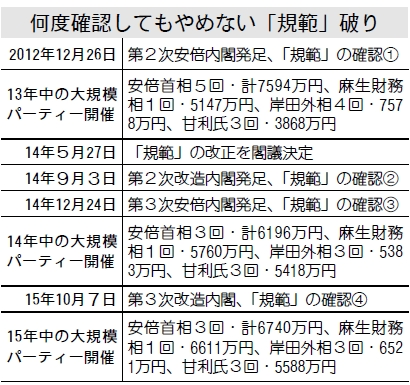 何度確認してもやめない「規範」破り
2012年12月26日 第２次安倍内閣発足、「規範」の確認①
13年中の大規模パーティー開催 安倍首相５回・計7594万円、麻生財務
相１回・5147万円、岸田外相４回・757
8万円、甘利氏３回・3868万円
14年５月27日 「規範」の改正を閣議決定
14年９月３日 第２次改造内閣発足、「規範」の確認②
14年12月24日 第３次安倍内閣発足、「規範」の確認③
14年中の大規模パーティー開催 安倍首相３回・計6196万円、麻生財務
相１回・5760万円、岸田外相３回・538
3万円、甘利氏３回・5418万円
15年10月７日 第３次改造内閣、「規範」の確認④
15年中の大規模パーティー開催 安倍首相３回・計6740万円、麻生財務
相１回・6611万円、岸田外相３回・652
1万円、甘利氏３回・5588万円